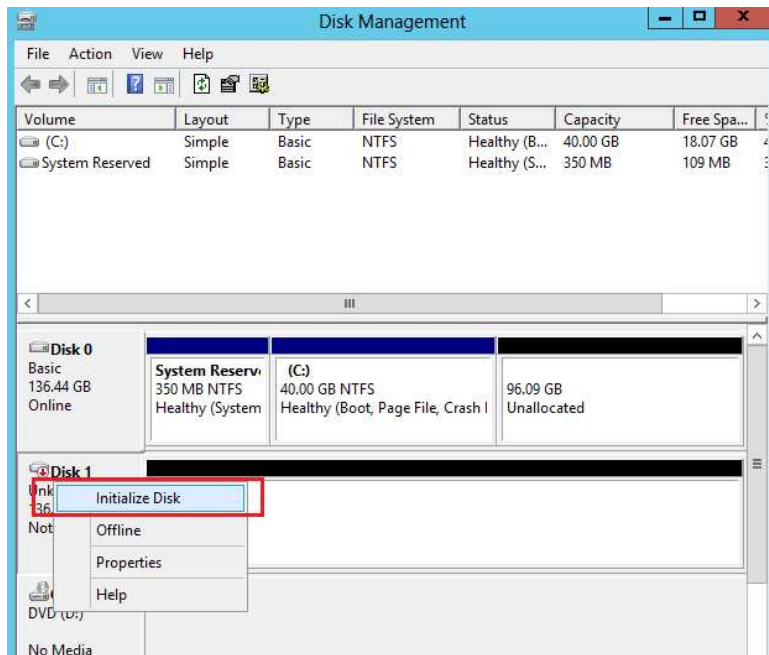 Disk Management
File Action View Help
Volume Layout Type File System Status Capacity Free Spa...
(C:) Simple Basic NTFS Healthy (B... 40.00 GB 18.07 GB
System Reserved Simple Basic NTFS Healthy (S... 350 MB 109 MB
Disk 0
Basic
136.44 GB
Online
System Reserv
350 MB NTFS
Healthy (System
(C:)
40.00 GB NTFS
Healthy (Boot, Page File, Crash
96.09 GB
Unallocated
Disk 1
Unk
136.
Not
Initialize Disk
Offline
Properties
Help
DVD (D:)
No Media